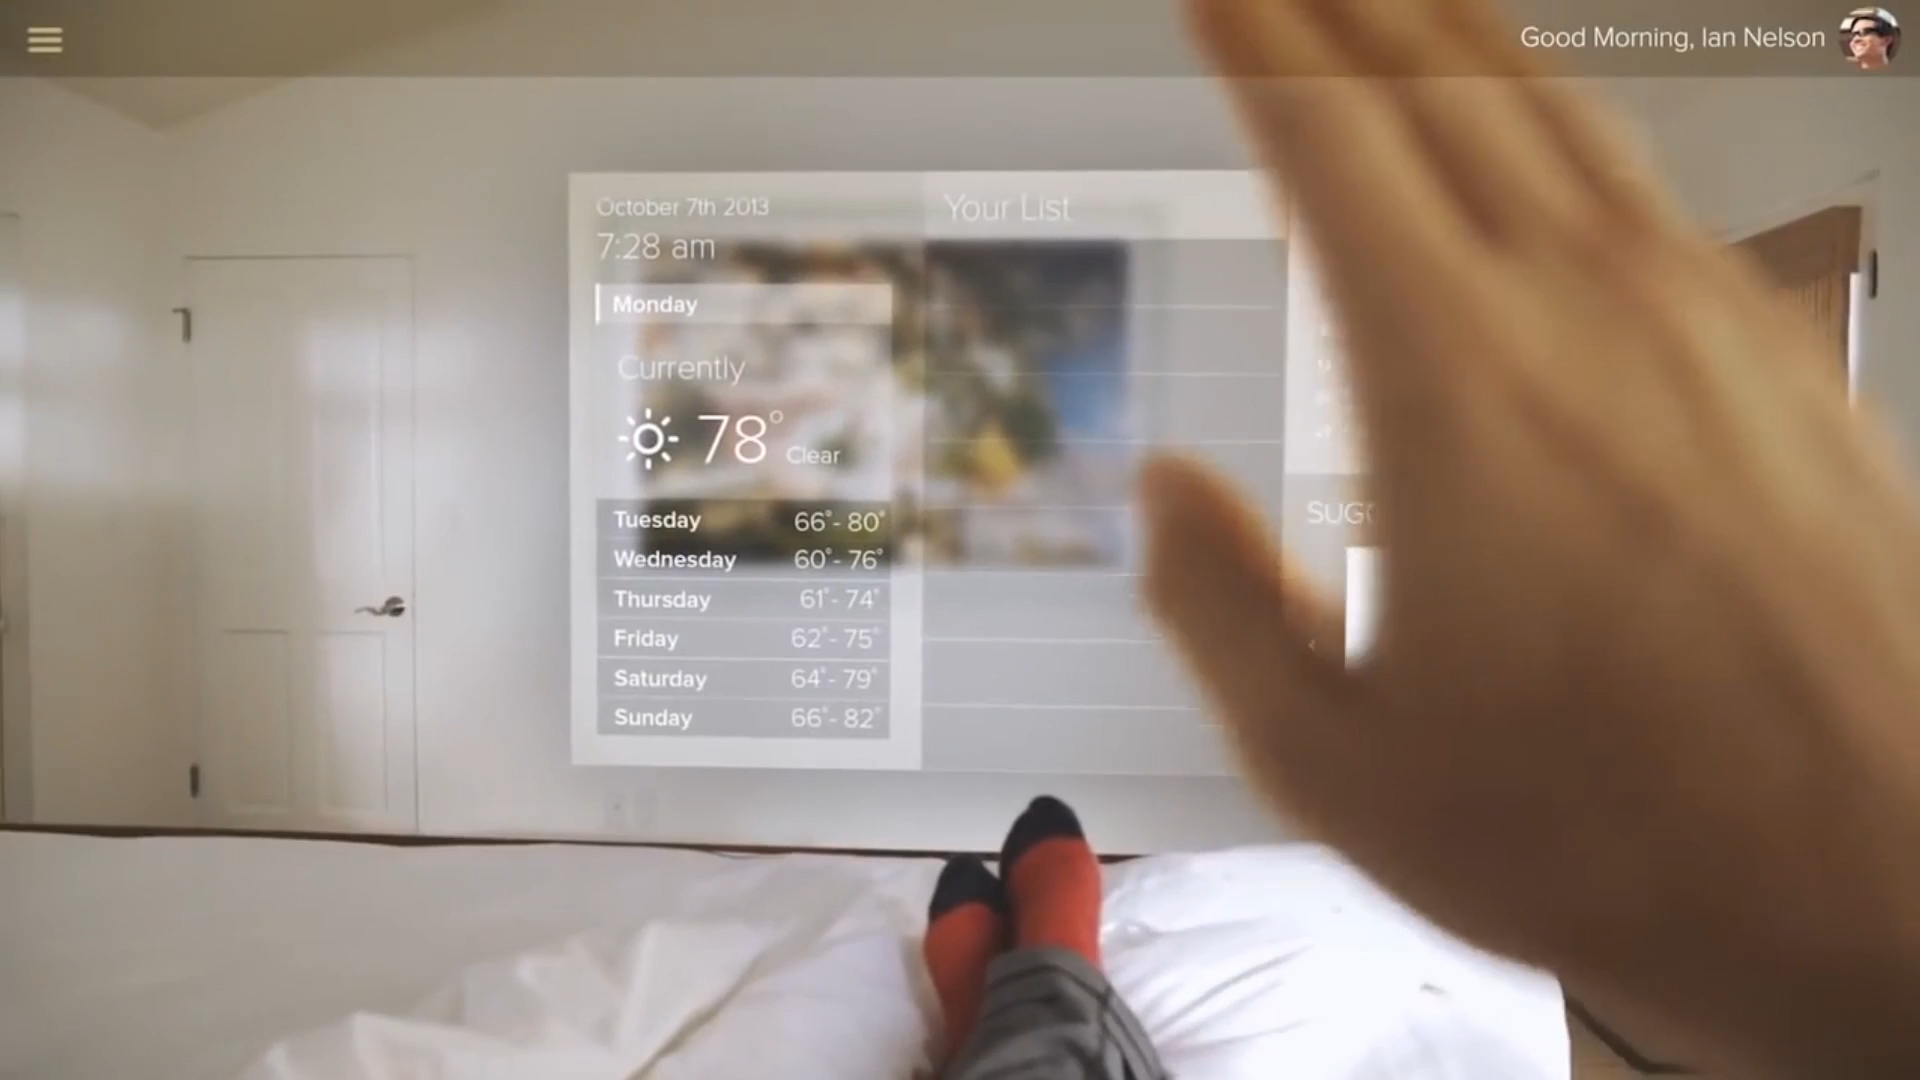 Good Morning, Ian Nelson
October 7th 2013
7:28 am
Monday
Currently
78° Clear
Tuesday 66°- 80°
Wednesday 60°- 76°
Thursday 61°- 74°
Friday 62°- 75°
Saturday 64°- 79°
Sunday 66°- 82°
Your List
SUGG